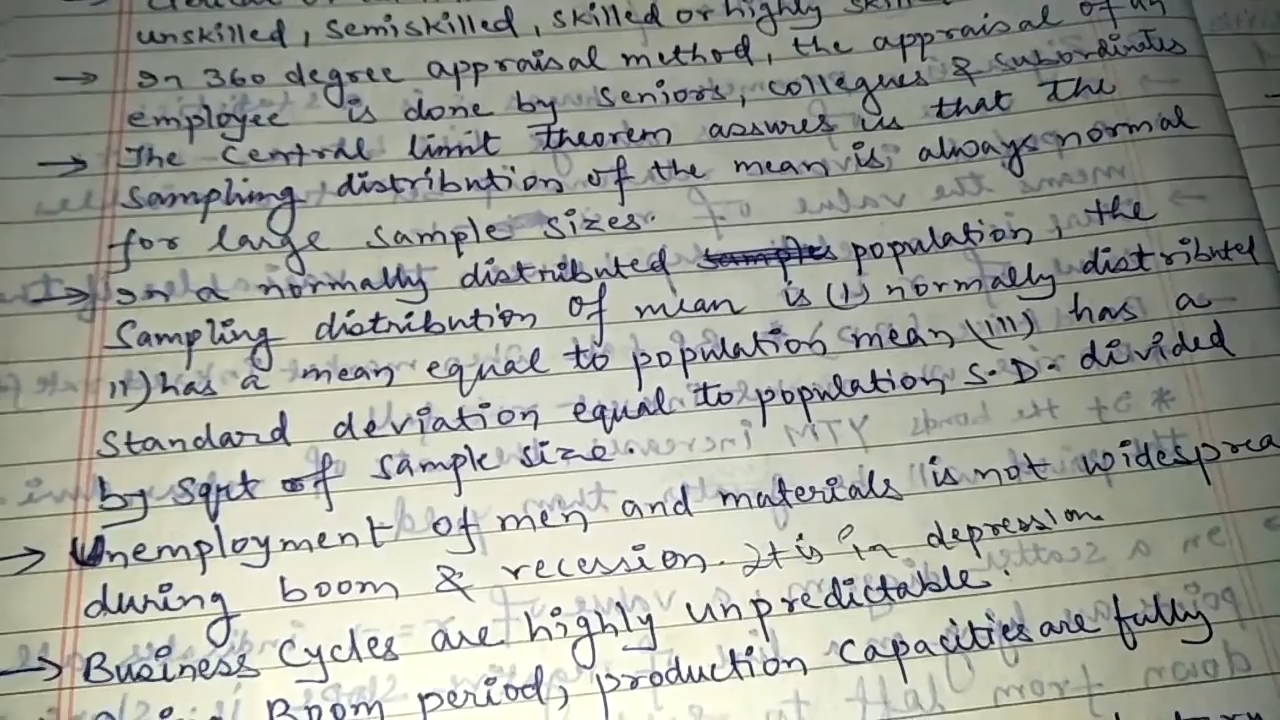 unskilled, semiskilled, skilled or highly
→ In 360 degree appraisal method, the appraisal of an
employee is done by seniors, collegues & subordinates
→ The Central limit theorem assures us that the
sampling distribution of the mean is always normal
for large sample sizes.
→ In a normally distributed samples population, the
Sampling distribution of mean is (I) normally distributed
II) has a mean equal to population mean (III) has a
Standard deviation equal to population S.D. divided
by sqrt of sample size.
→ Unemployment of men and materials is not widesprea
during boom & recession. It is in depression
→ Business Cycles are highly unpredictable.
Boom period, production capacities are fully